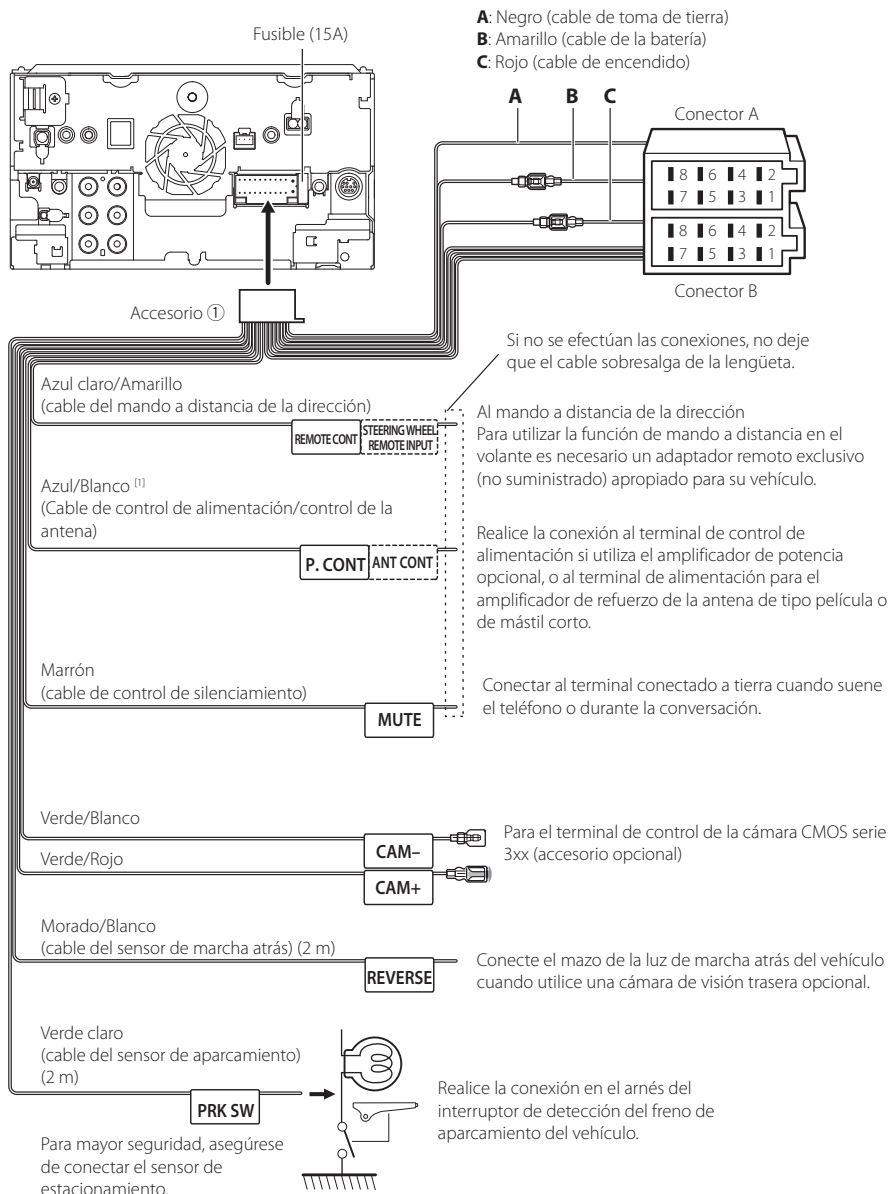 A: Negro (cable de toma de tierra)
B: Amarillo (cable de la batería)
C: Rojo (cable de encendido)
Fusible (15A)
A B C
Conector A
8 6 4 2
7 5 3 1
8 6 4 2
7 5 3 1
Conector B
Accesorio ①
Si no se efectúan las conexiones, no deje
que el cable sobresalga de la lengüeta.
Azul claro/Amarillo
(cable del mando a distancia de la dirección)
REMOTE CONT
STEERING WHEEL
REMOTE INPUT
Al mando a distancia de la dirección
Para utilizar la función de mando a distancia en el
volante es necesario un adaptador remoto exclusivo
(no suministrado) apropiado para su vehículo.
Azul/Blanco [1]
(Cable de control de alimentación/control de la
antena)
P. CONT
ANT CONT
Realice la conexión al terminal de control de
alimentación si utiliza el amplificador de potencia
opcional, o al terminal de alimentación para el
amplificador de refuerzo de la antena de tipo película o
de mástil corto.
Marrón
(cable de control de silenciamiento)
MUTE
Conectar al terminal conectado a tierra cuando suene
el teléfono o durante la conversación.
Verde/Blanco
CAM–
Verde/Rojo
CAM+
Para el terminal de control de la cámara CMOS serie
3xx (accesorio opcional)
Morado/Blanco
(cable del sensor de marcha atrás) (2 m)
REVERSE
Conecte el mazo de la luz de marcha atrás del vehículo
cuando utilice una cámara de visión trasera opcional.
Verde claro
(cable del sensor de aparcamiento)
(2 m)
PRK SW
Realice la conexión en el arnés del
interruptor de detección del freno de
aparcamiento del vehículo.
Para mayor seguridad, asegúrese
de conectar el sensor de
estacionamiento.